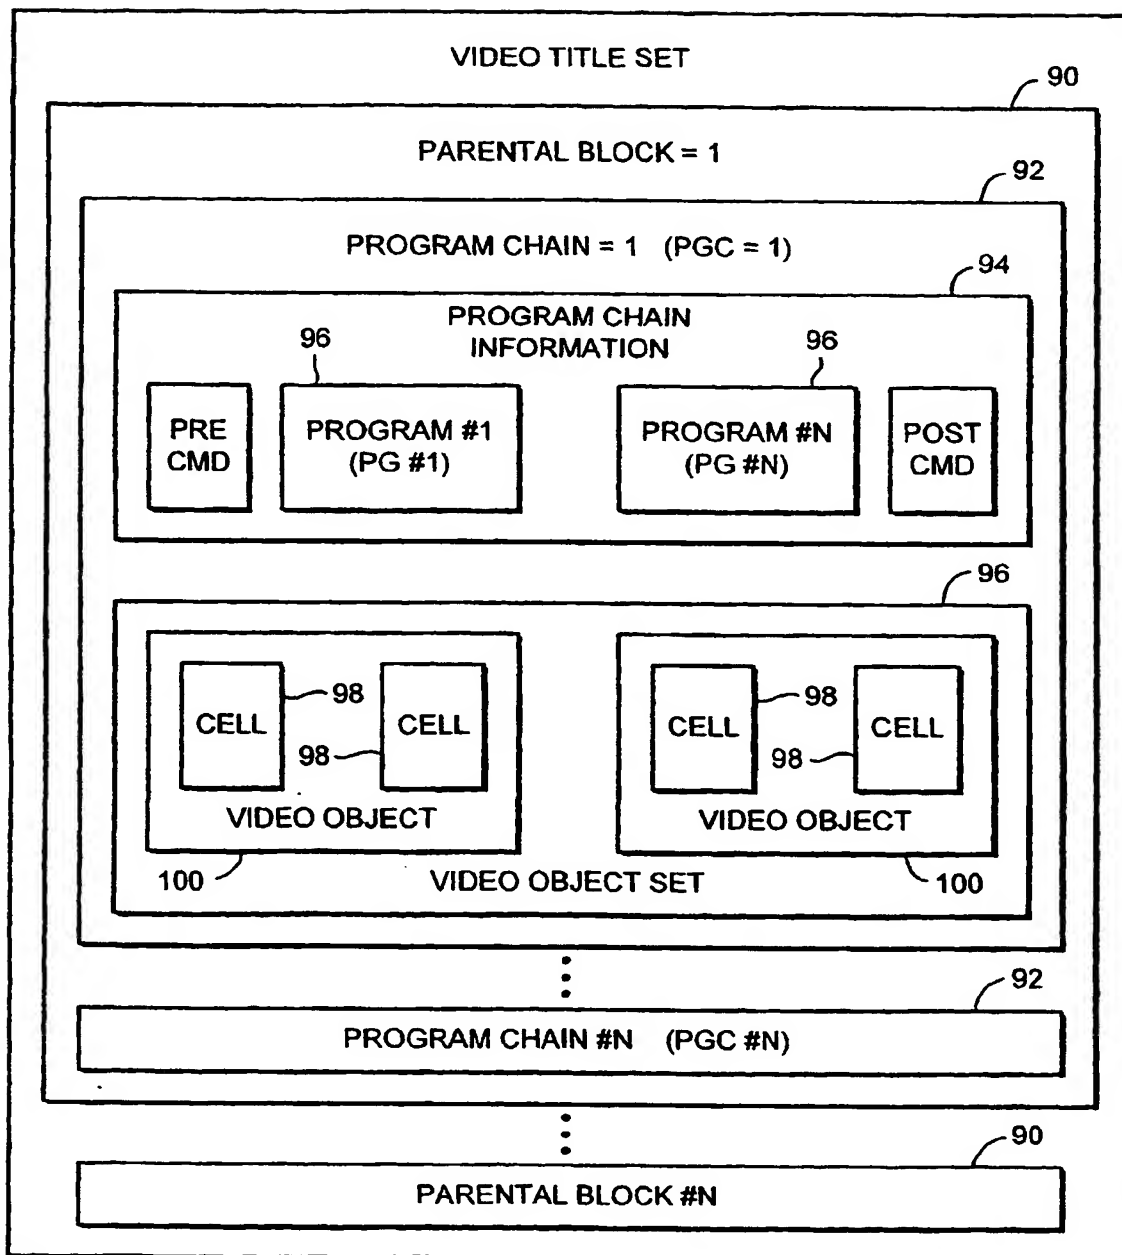 VIDEO TITLE SET
90
PARENTAL BLOCK = 1
92
PROGRAM CHAIN = 1 (PGC = 1)
94
PROGRAM CHAIN
INFORMATION
96
96
PRE
CMD
PROGRAM #1
(PG #1)
PROGRAM #N
(PG #N)
POST
CMD
96
CELL
98
98
CELL
VIDEO OBJECT
100
CELL
98
98
CELL
VIDEO OBJECT
100
VIDEO OBJECT SET
92
PROGRAM CHAIN #N (PGC #N)
90
PARENTAL BLOCK #N